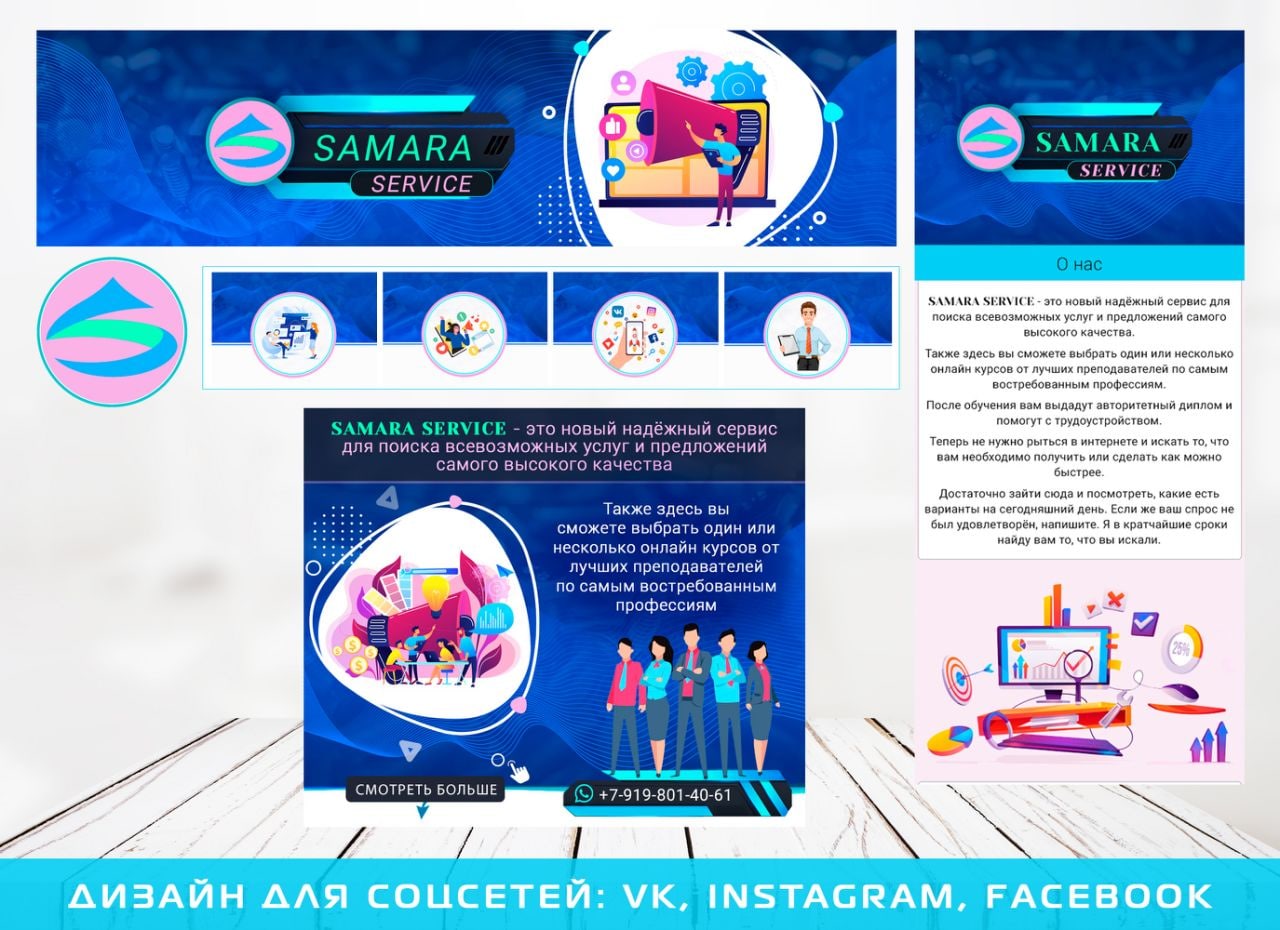 SAMARA
SERVICE
SAMARA
SERVICE
О нас
SAMARA SERVICE - это новый надёжный сервис для
поиска всевозможных услуг и предложений самого
высокого качества.
Также здесь вы сможете выбрать один или несколько
онлайн курсов от лучших преподавателей по самым
востребованным профессиям.
После обучения вам выдадут авторитетный диплом и
помогут с трудоустройством.
Теперь не нужно рыться в интернете и искать то, что
вам необходимо получить или сделать как можно
быстрее.
Достаточно зайти сюда и посмотреть, какие есть
варианты на сегодняшний день. Если же ваш спрос не
был удовлетворён, напишите. Я в кратчайшие сроки
найду вам то, что вы искали.
25%
SAMARA SERVICE - это новый надёжный сервис
для поиска всевозможных услуг и предложений
самого высокого качества
Также здесь вы
сможете выбрать один или
несколько онлайн курсов от
лучших преподавателей
по самым востребованным
профессиям
СМОТРЕТЬ БОЛЬШЕ
+7-919-801-40-61
ДИЗАЙН ДЛЯ СОЦСЕТЕЙ: VK, INSTAGRAM, FACEBOOK